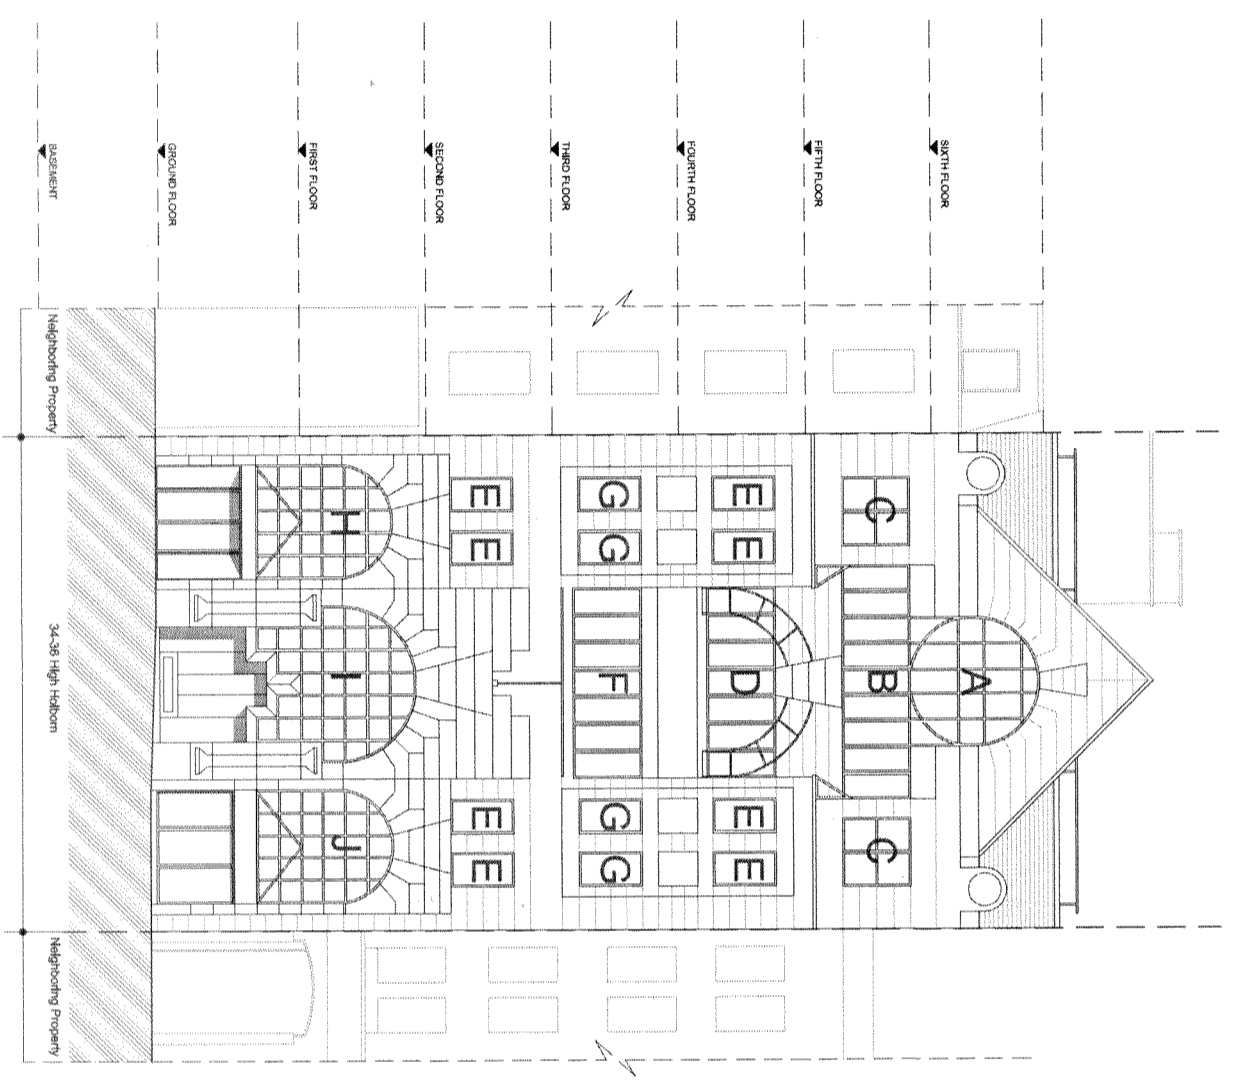 A
SIXTH FLOOR
C B C
FIFTH FLOOR
E E D E E
FOURTH FLOOR
G G F G G
THIRD FLOOR
E E E E
SECOND FLOOR
H I J
FIRST FLOOR
GROUND FLOOR
BASEMENT
Neighboring Property
34-36 High Holborn
Neighboring Property